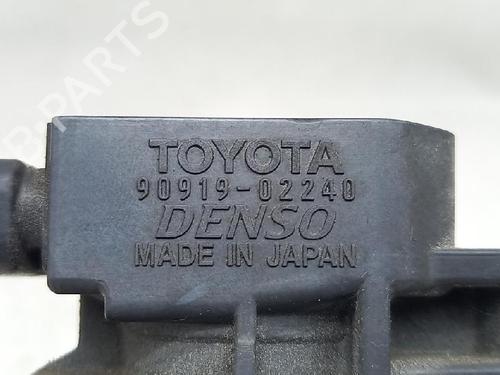 TOYOTA
90919-02240
DENSO
MADE IN JAPAN